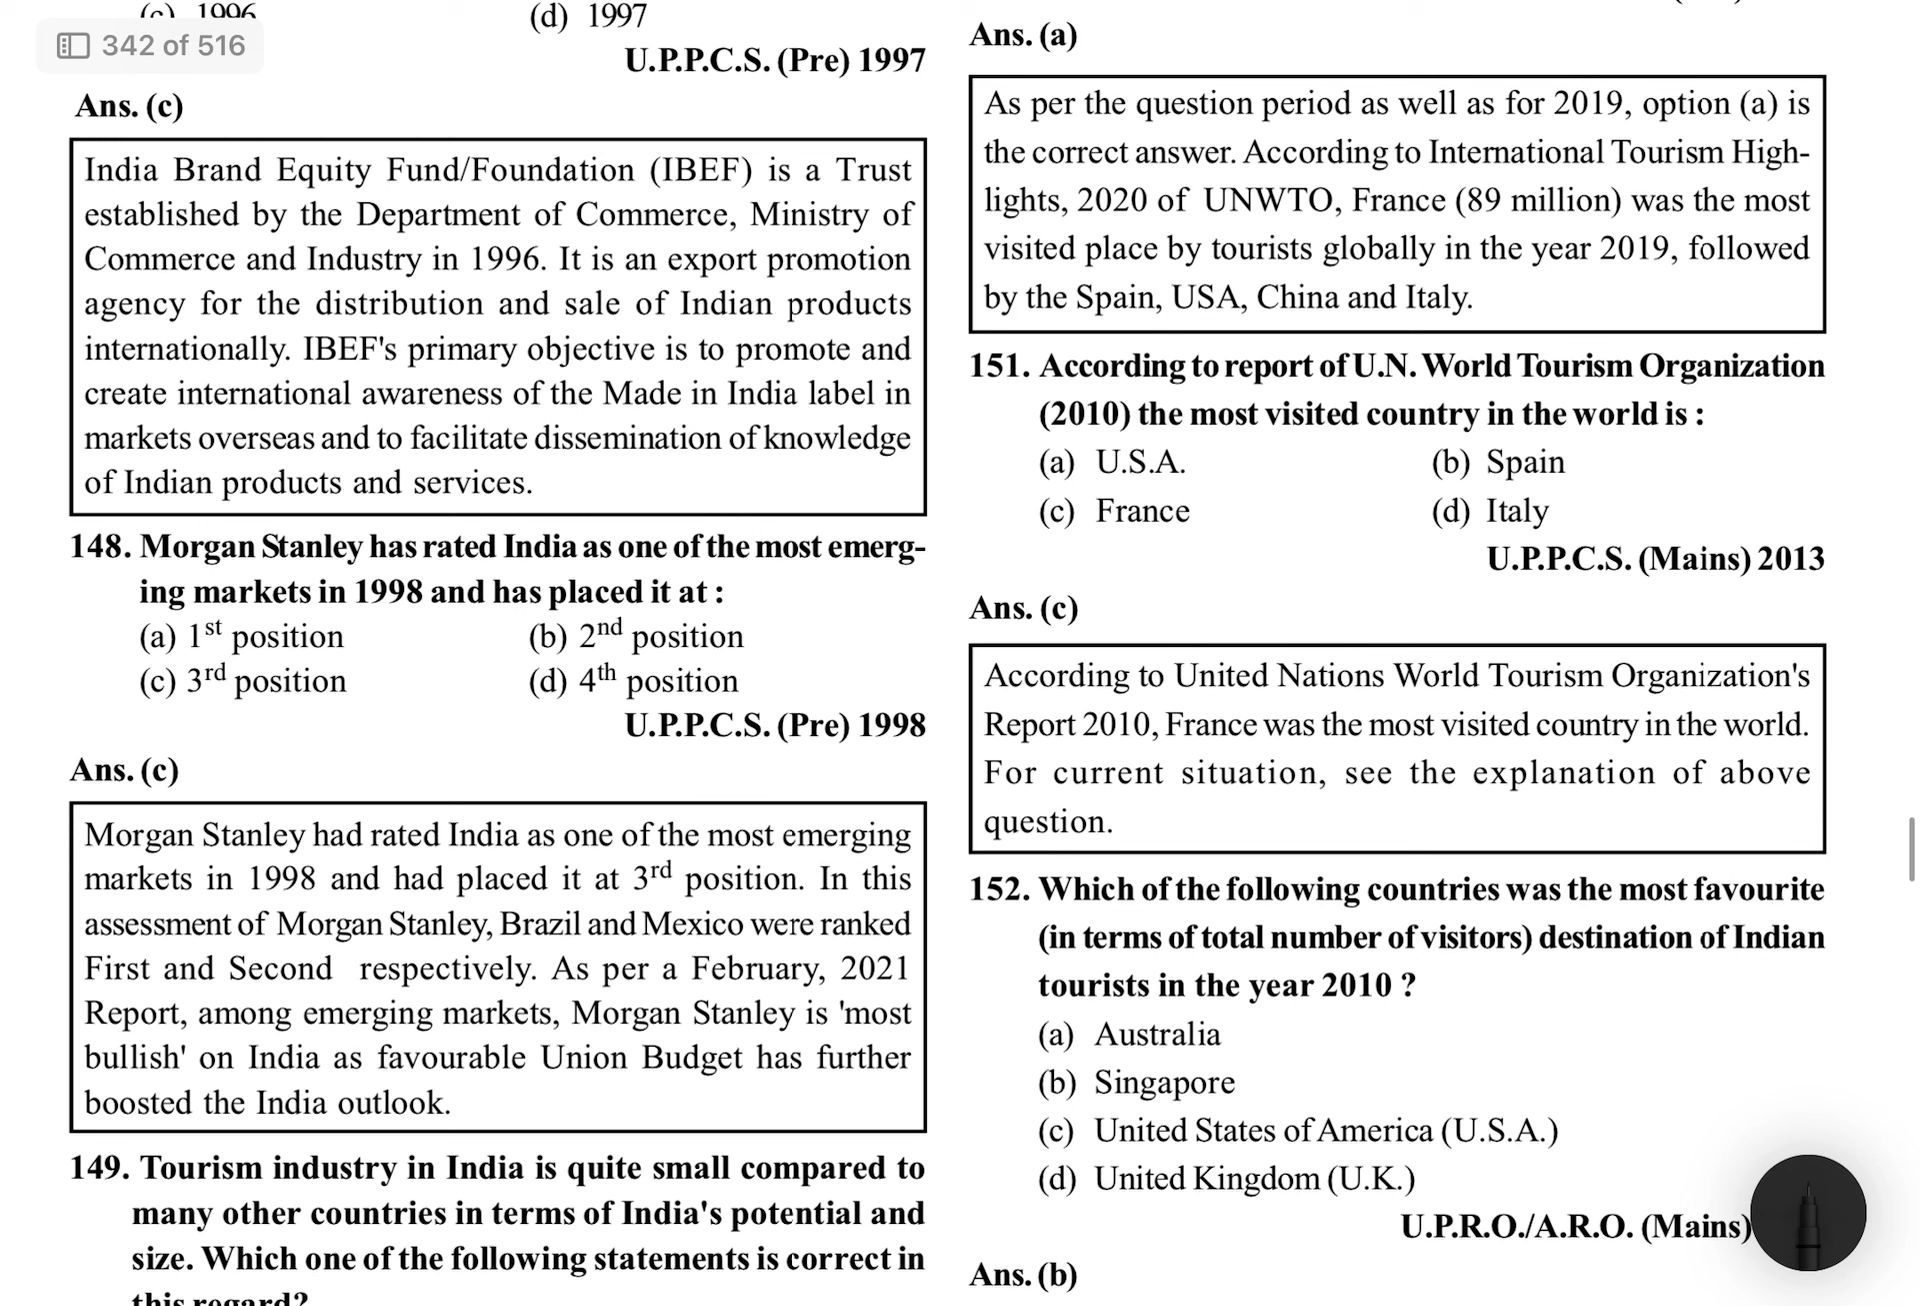 (c) 1996 (d) 1997
342 of 516
U.P.P.C.S. (Pre) 1997
Ans. (c)
India Brand Equity Fund/Foundation (IBEF) is a Trust
established by the Department of Commerce, Ministry of
Commerce and Industry in 1996. It is an export promotion
agency for the distribution and sale of Indian products
internationally. IBEF's primary objective is to promote and
create international awareness of the Made in India label in
markets overseas and to facilitate dissemination of knowledge
of Indian products and services.
148. Morgan Stanley has rated India as one of the most emerg-
ing markets in 1998 and has placed it at :
(a) 1st position (b) 2nd position
(c) 3rd position (d) 4th position
U.P.P.C.S. (Pre) 1998
Ans. (c)
Morgan Stanley had rated India as one of the most emerging
markets in 1998 and had placed it at 3rd position. In this
assessment of Morgan Stanley, Brazil and Mexico were ranked
First and Second respectively. As per a February, 2021
Report, among emerging markets, Morgan Stanley is 'most
bullish' on India as favourable Union Budget has further
boosted the India outlook.
149. Tourism industry in India is quite small compared to
many other countries in terms of India's potential and
size. Which one of the following statements is correct in
this regard?
Ans. (a)
As per the question period as well as for 2019, option (a) is
the correct answer. According to International Tourism High-
lights, 2020 of UNWTO, France (89 million) was the most
visited place by tourists globally in the year 2019, followed
by the Spain, USA, China and Italy.
151. According to report of U.N. World Tourism Organization
(2010) the most visited country in the world is :
(a) U.S.A. (b) Spain
(c) France (d) Italy
U.P.P.C.S. (Mains) 2013
Ans. (c)
According to United Nations World Tourism Organization's
Report 2010, France was the most visited country in the world.
For current situation, see the explanation of above
question.
152. Which of the following countries was the most favourite
(in terms of total number of visitors) destination of Indian
tourists in the year 2010 ?
(a) Australia
(b) Singapore
(c) United States of America (U.S.A.)
(d) United Kingdom (U.K.)
U.P.R.O./A.R.O. (Mains)
Ans. (b)